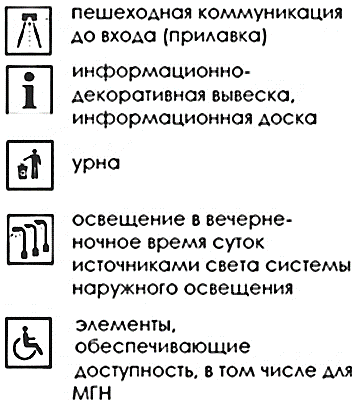 пешеходная коммуникация
до входа (прилавка)
информационно-
декоративная вывеска,
информационная доска
урна
освещение в вечерне-
ночное время суток
источниками света системы
наружного освещения
элементы,
обеспечивающие
доступность, в том числе для
МГН